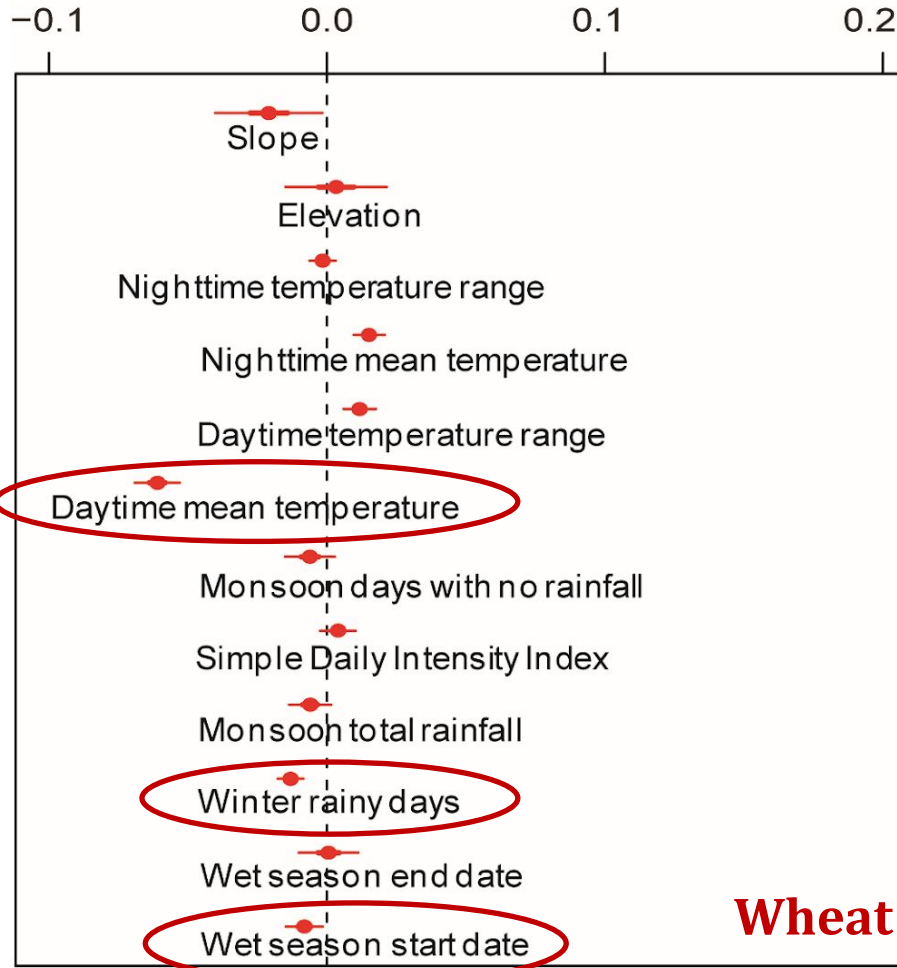 −0.1 0.0 0.1 0.2
Slope
Elevation
Nighttime temperature range
Nighttime mean temperature
Daytime temperature range
Daytime mean temperature
Monsoon days with no rainfall
Simple Daily Intensity Index
Monsoon total rainfall
Winter rainy days
Wet season end date
Wet season start date
Wheat